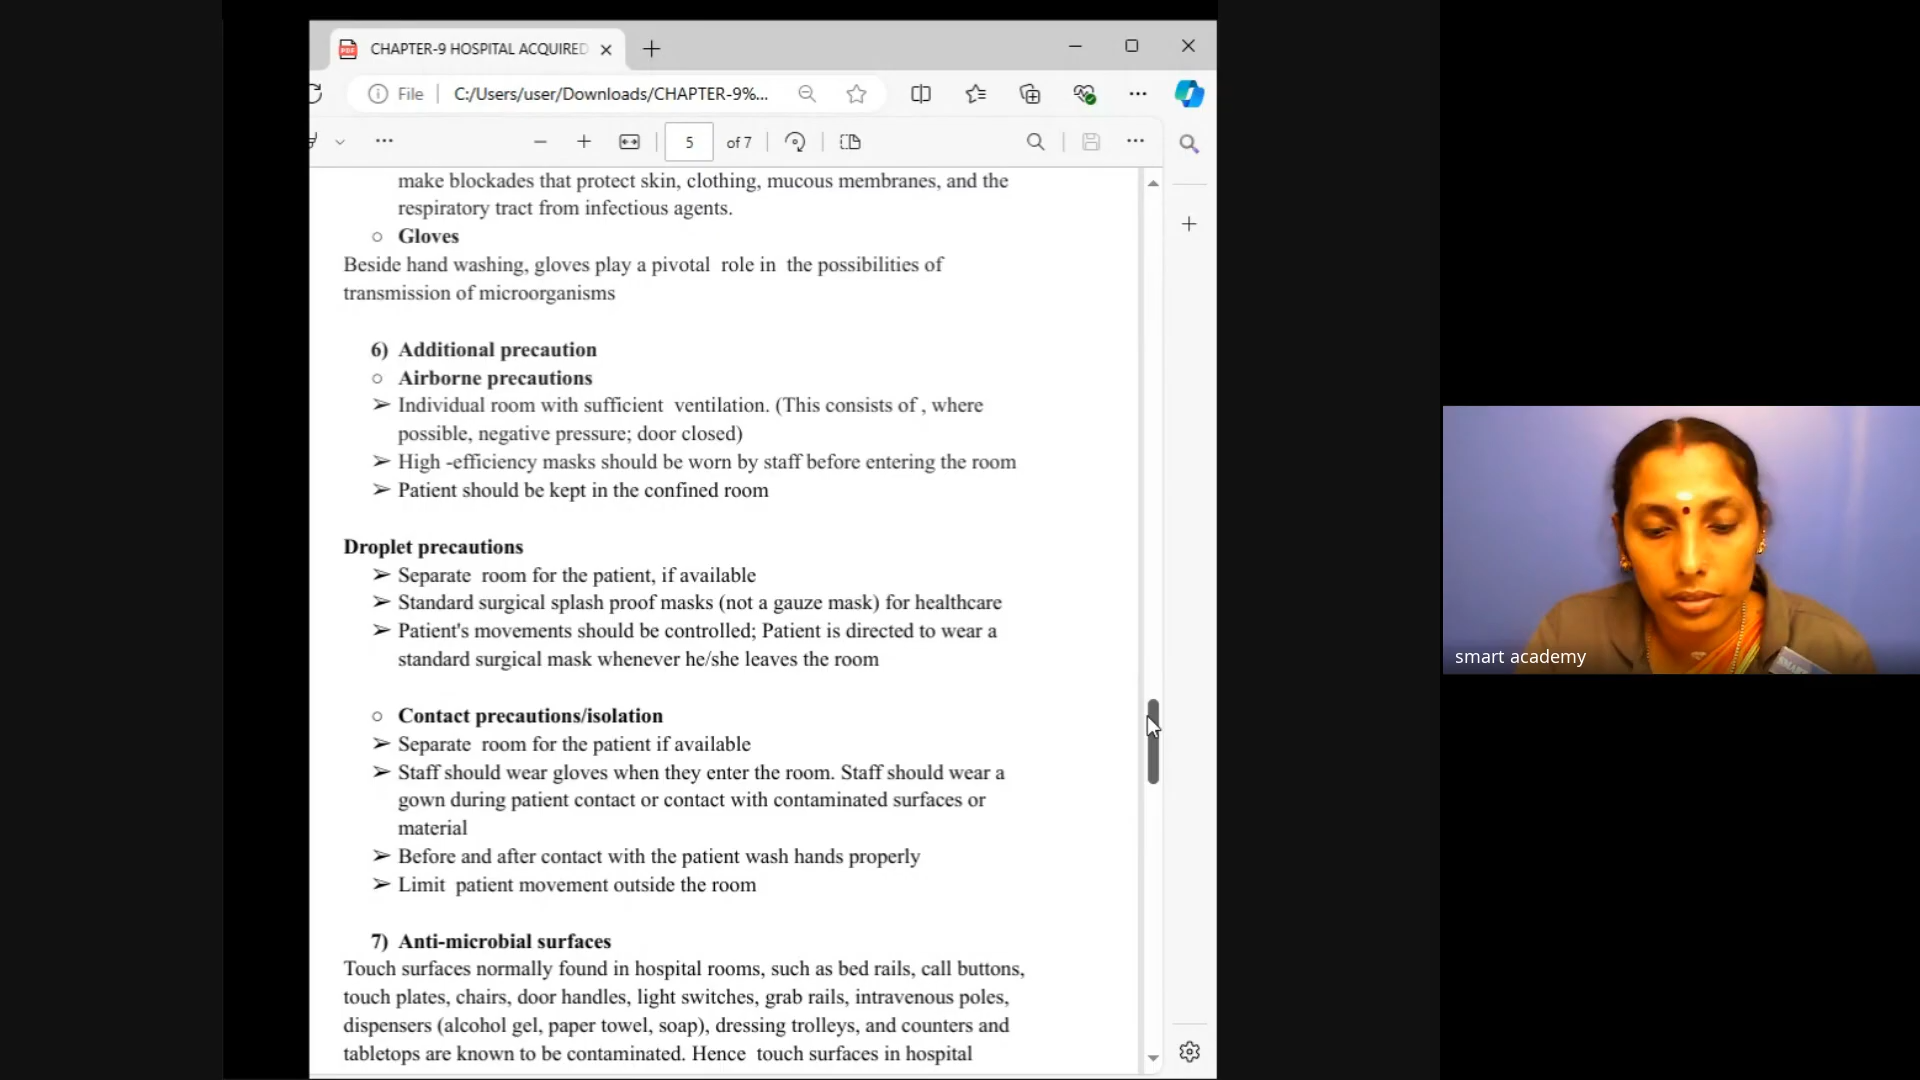 CHAPTER-9 HOSPITAL ACQUIRED
File C:/Users/user/Downloads/CHAPTER-9%...
5 of 7
make blockades that protect skin, clothing, mucous membranes, and the
respiratory tract from infectious agents.
○ Gloves
Beside hand washing, gloves play a pivotal role in the possibilities of
transmission of microorganisms
6) Additional precaution
○ Airborne precautions
➢ Individual room with sufficient ventilation. (This consists of , where
possible, negative pressure; door closed)
➢ High -efficiency masks should be worn by staff before entering the room
➢ Patient should be kept in the confined room
Droplet precautions
➢ Separate room for the patient, if available
➢ Standard surgical splash proof masks (not a gauze mask) for healthcare
➢ Patient's movements should be controlled; Patient is directed to wear a
standard surgical mask whenever he/she leaves the room
○ Contact precautions/isolation
➢ Separate room for the patient if available
➢ Staff should wear gloves when they enter the room. Staff should wear a
gown during patient contact or contact with contaminated surfaces or
material
➢ Before and after contact with the patient wash hands properly
➢ Limit patient movement outside the room
7) Anti-microbial surfaces
Touch surfaces normally found in hospital rooms, such as bed rails, call buttons,
touch plates, chairs, door handles, light switches, grab rails, intravenous poles,
dispensers (alcohol gel, paper towel, soap), dressing trolleys, and counters and
tabletops are known to be contaminated. Hence touch surfaces in hospital
smart academy